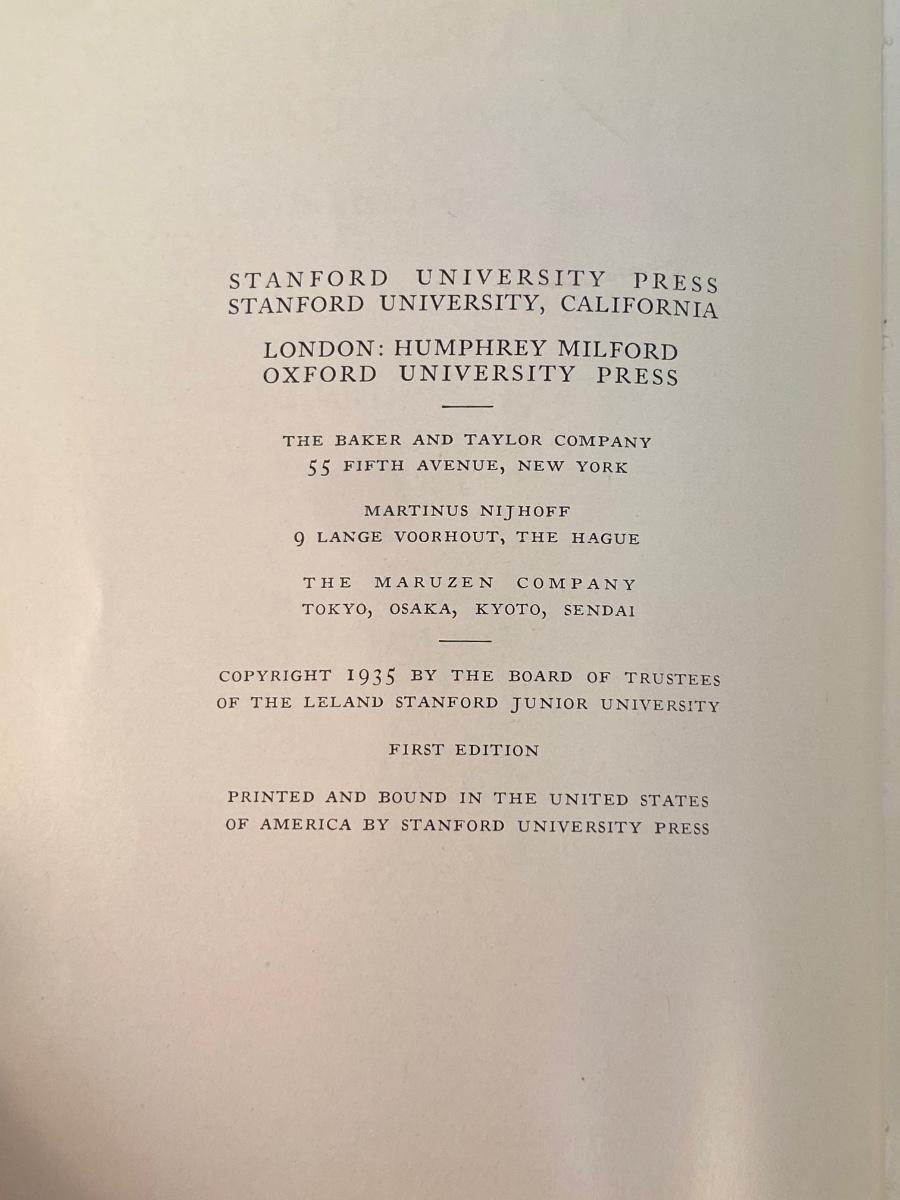 STANFORD UNIVERSITY PRESS
STANFORD UNIVERSITY, CALIFORNIA
LONDON: HUMPHREY MILFORD
OXFORD UNIVERSITY PRESS
THE BAKER AND TAYLOR COMPANY
55 FIFTH AVENUE, NEW YORK
MARTINUS NIJHOFF
9 LANGE VOORHOUT, THE HAGUE
THE MARUZEN COMPANY
TOKYO, OSAKA, KYOTO, SENDAI
COPYRIGHT 1935 BY THE BOARD OF TRUSTEES
OF THE LELAND STANFORD JUNIOR UNIVERSITY
FIRST EDITION
PRINTED AND BOUND IN THE UNITED STATES
OF AMERICA BY STANFORD UNIVERSITY PRESS